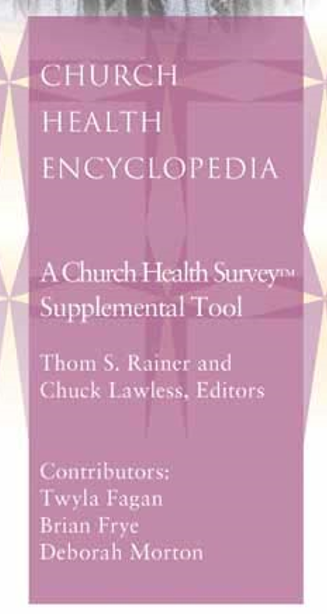 CHURCH
HEALTH
ENCYCLOPEDIA
A Church Health Survey™
Supplemental Tool
Thom S. Rainer and
Chuck Lawless, Editors
Contributors:
Twyla Fagan
Brian Frye
Deborah Morton